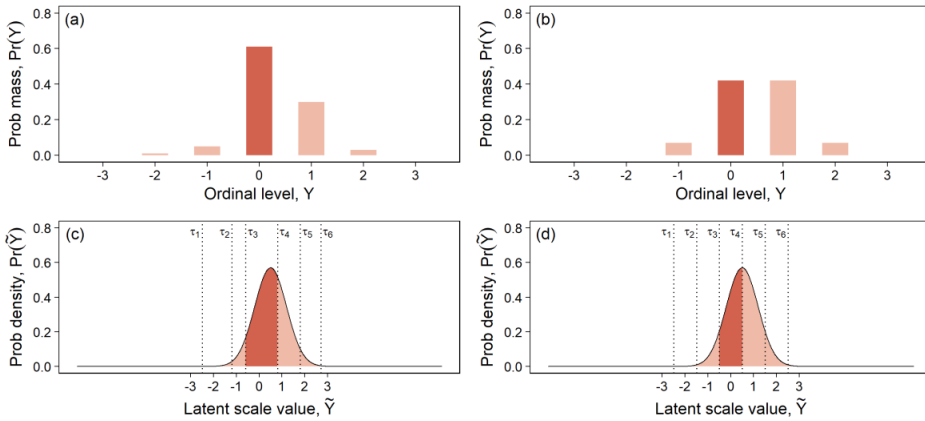 (a)
Prob mass, Pr(Y)
0.8
0.6
0.4
0.2
0.0
-3 -2 -1 0 1 2 3
Ordinal level, Y
(b)
Prob mass, Pr(Y)
0.8
0.6
0.4
0.2
0.0
-3 -2 -1 0 1 2 3
Ordinal level, Y
(c)
τ1 τ2 τ3 τ4 τ5 τ6
Prob density, Pr(Ỹ)
0.8
0.6
0.4
0.2
0.0
-3 -2 -1 0 1 2 3
Latent scale value, Ỹ
(d)
τ1 τ2 τ3 τ4 τ5 τ6
Prob density, Pr(Ỹ)
0.8
0.6
0.4
0.2
0.0
-3 -2 -1 0 1 2 3
Latent scale value, Ỹ